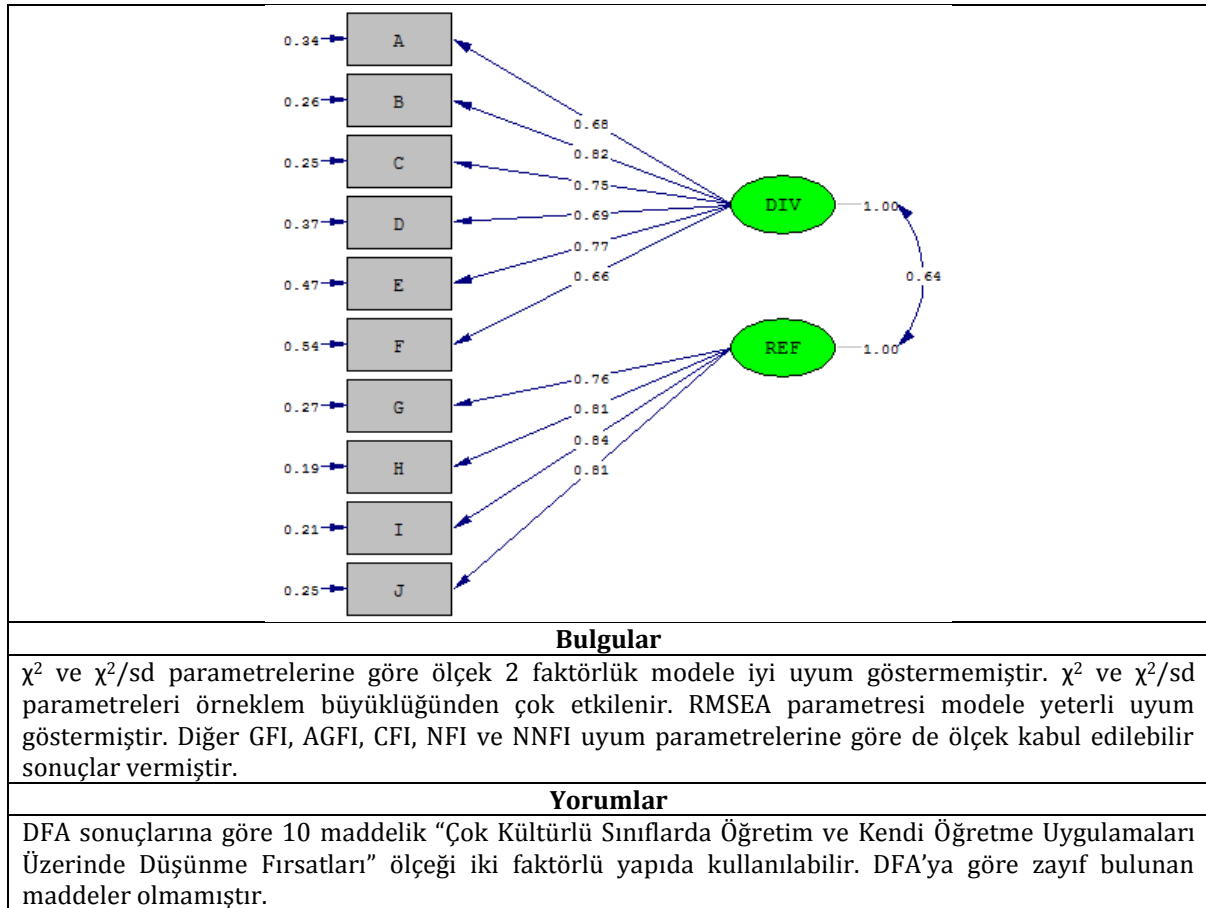 0.34 A
0.26 B
0.25 C
0.37 D
0.47 E
0.54 F
0.27 G
0.19 H
0.21 I
0.25 J
0.68
0.82
0.75
0.69
0.77
0.66
DIV 1.00
0.64
REF 1.00
0.76
0.81
0.84
0.81
Bulgular
χ² ve χ²/sd parametrelerine göre ölçek 2 faktörlük modele iyi uyum göstermemiştir. χ² ve χ²/sd
parametreleri örneklem büyüklüğünden çok etkilenir. RMSEA parametresi modele yeterli uyum
göstermiştir. Diğer GFI, AGFI, CFI, NFI ve NNFI uyum parametrelerine göre de ölçek kabul edilebilir
sonuçlar vermiştir.
Yorumlar
DFA sonuçlarına göre 10 maddelik “Çok Kültürlü Sınıflarda Öğretim ve Kendi Öğretme Uygulamaları
Üzerinde Düşünme Fırsatları” ölçeği iki faktörlü yapıda kullanılabilir. DFA’ya göre zayıf bulunan
maddeler olmamıştır.